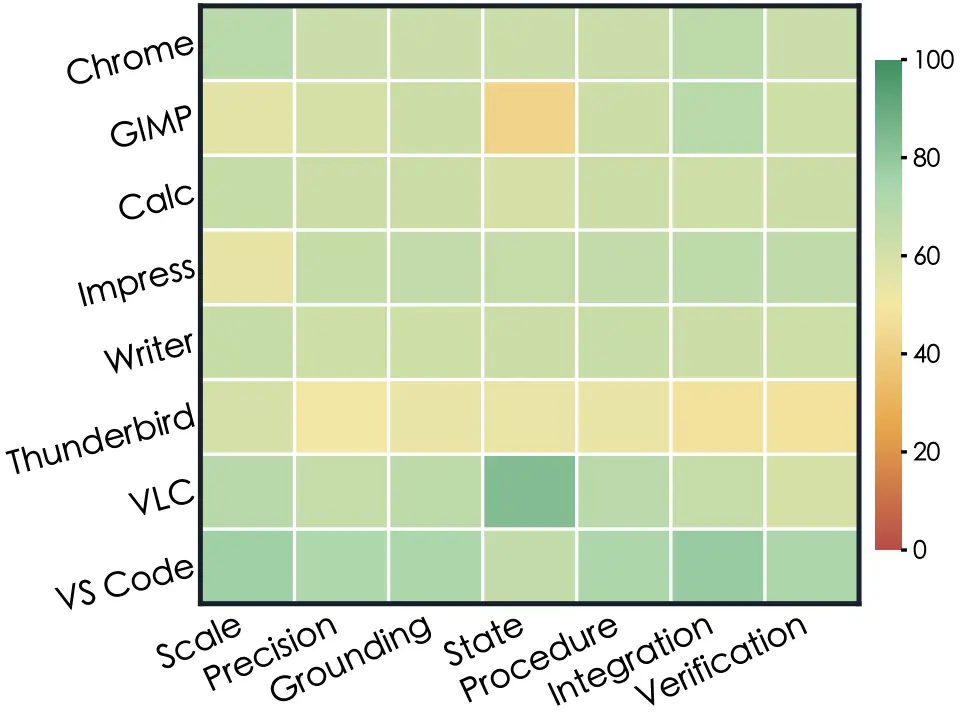 Chrome
GIMP
Calc
Impress
Writer
Thunderbird
VLC
VS Code
Scale
Precision
Grounding
State
Procedure
Integration
Verification
100
80
60
40
20
0